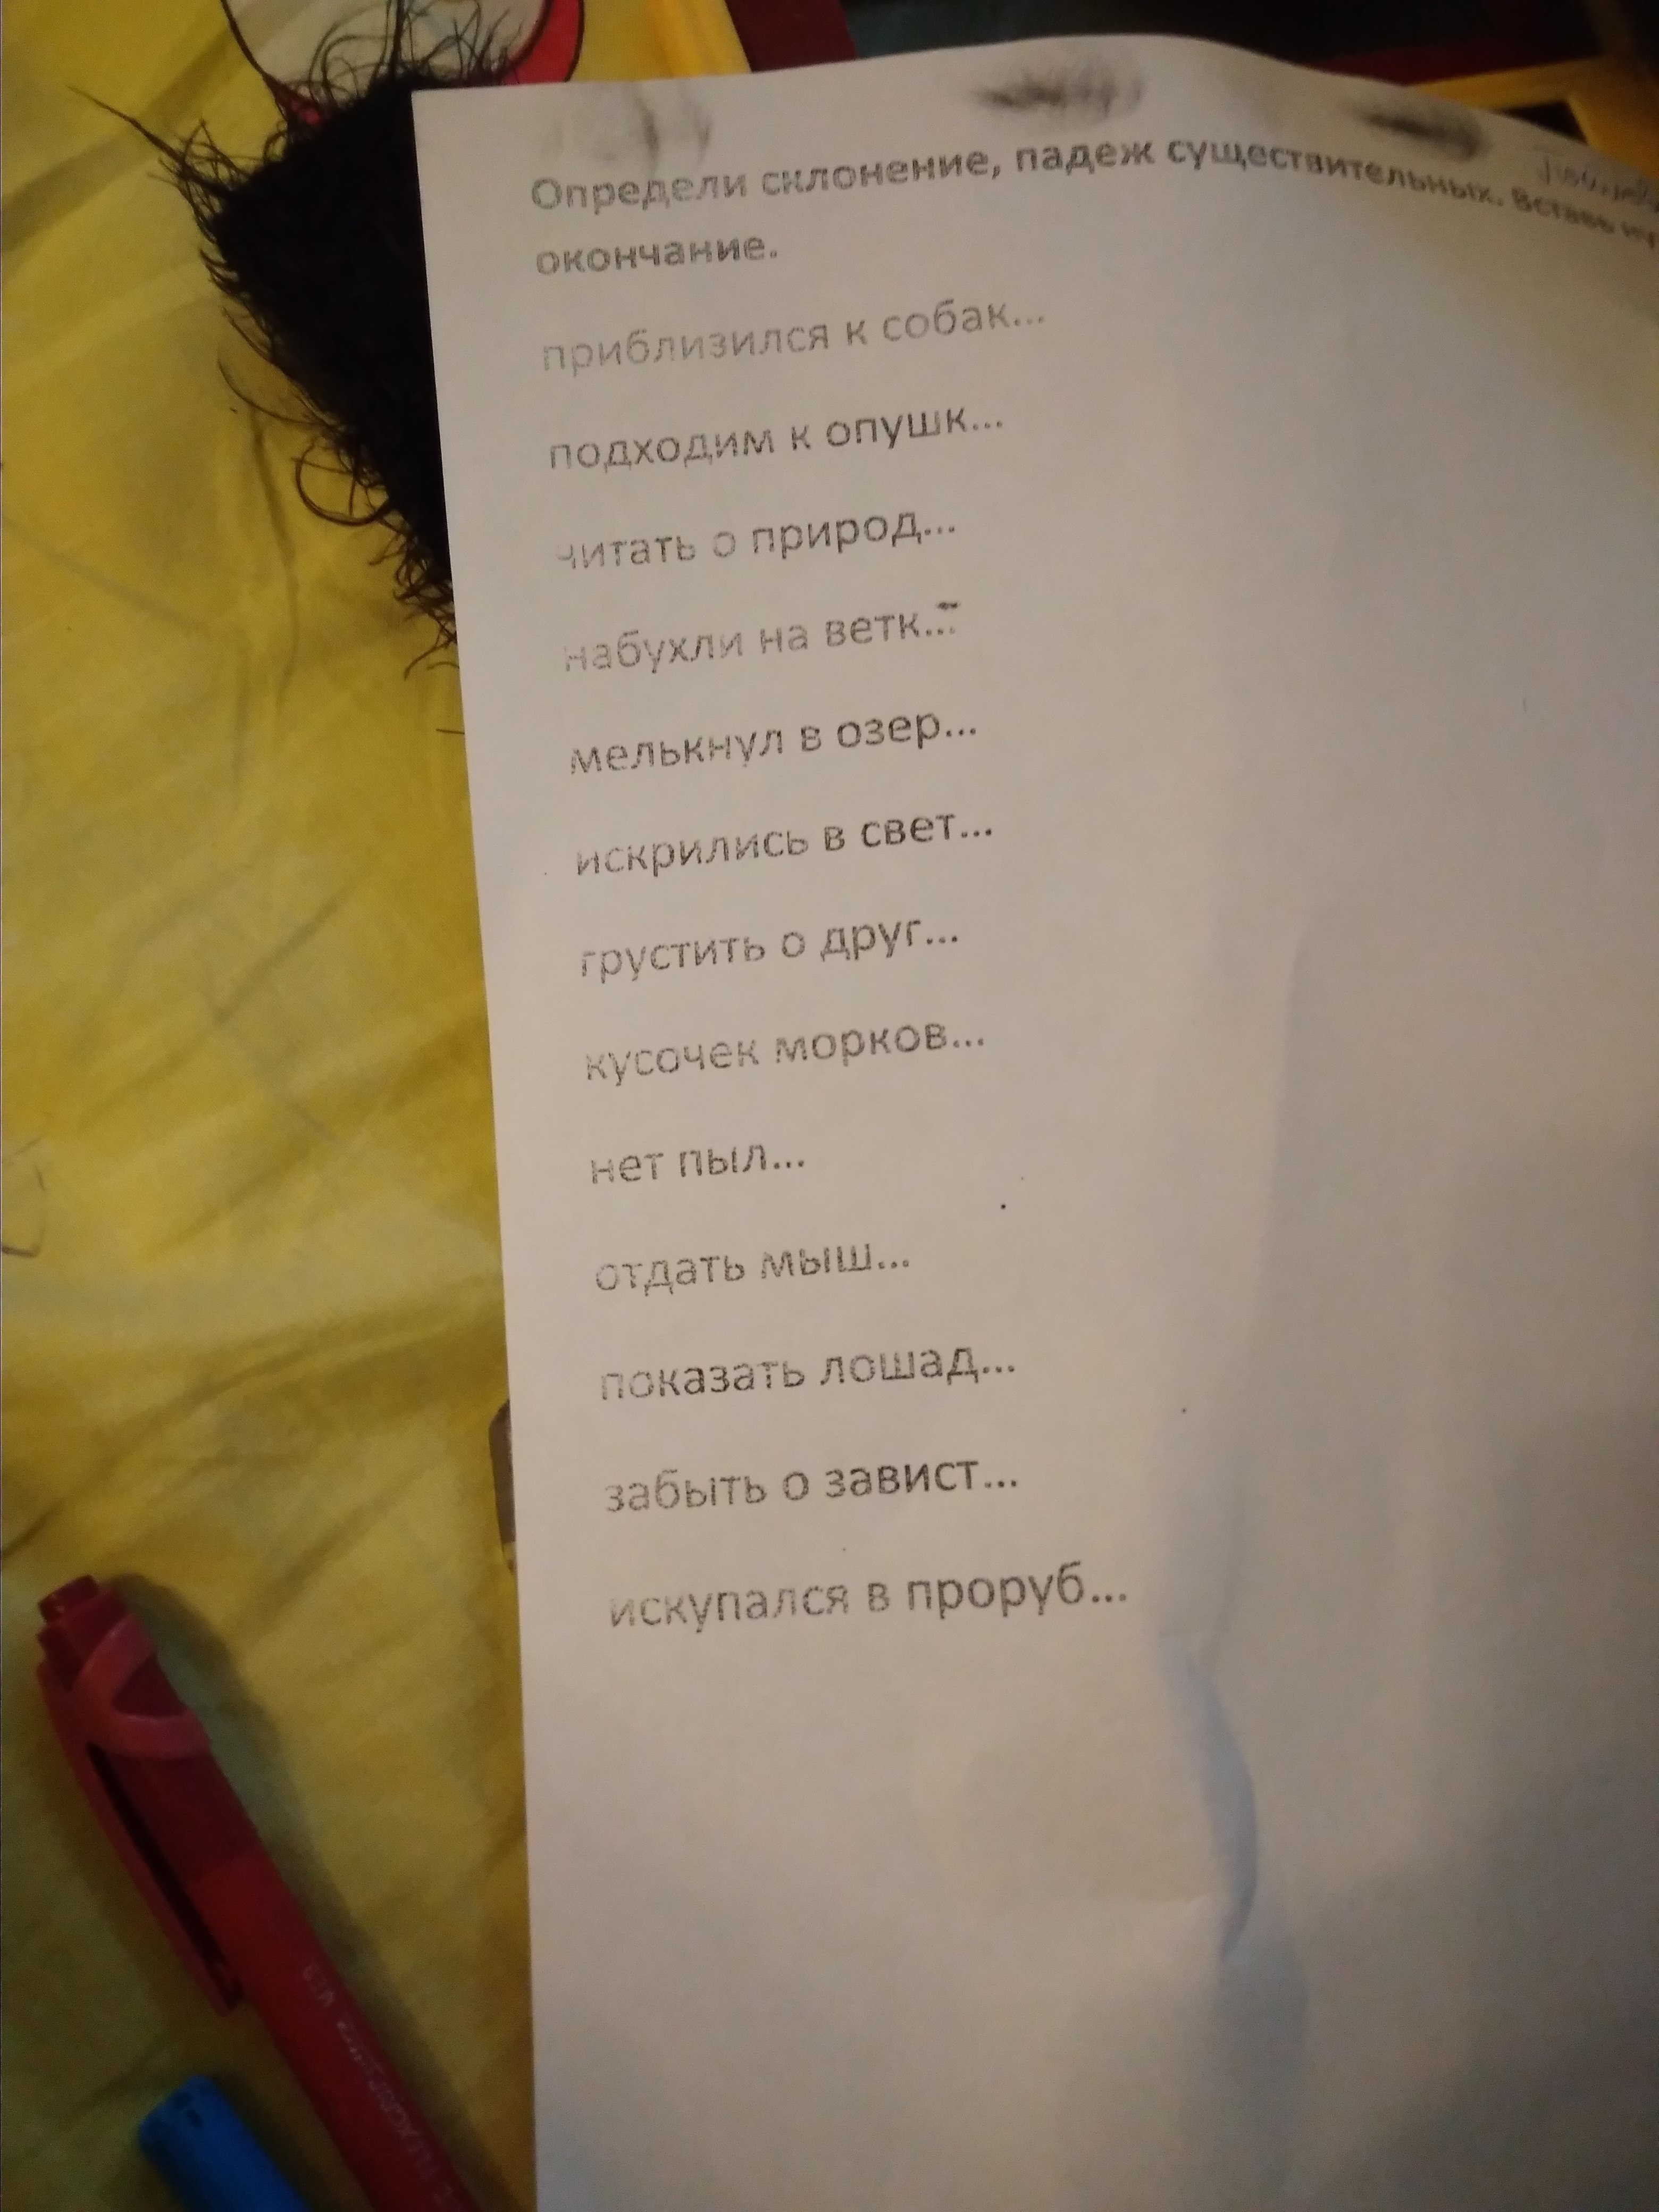 Определи склонение, падеж существительных. Вставь
окончание.
приблизился к собак...
подходим к опушк...
читать о природ...
набухли на ветк...
мелькнул в озер...
искрились в свет...
грустить о друг...
кусочек морков...
нет пыл...
отдать мыш...
показать лошад...
забыть о завист...
искупался в проруб...